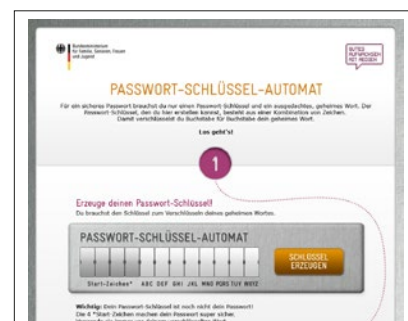 Bundesministerium
für Familie, Senioren, Frauen
und Jugend
GUTES
AUFWACHSEN
MIT MEDIEN
PASSWORT-SCHLÜSSEL-AUTOMAT
Für ein sicheres Passwort brauchst du nur einen Passwort-Schlüssel und ein ausgedachtes, geheimes Wort. Der
Passwort-Schlüssel, den du hier erstellen kannst, besteht aus einer Kombination von Zeichen.
Damit verschlüsselst du Buchstabe für Buchstabe dein geheimes Wort.
Los geht's!
1
Erzeuge deinen Passwort-Schlüssel!
Du brauchst den Schlüssel zum Verschlüsseln deines geheimen Wortes.
PASSWORT-SCHLÜSSEL-AUTOMAT
SCHLÜSSEL
ERZEUGEN
Start-Zeichen* ABC DEF GHI JKL MNO PQRS TUV WXYZ
Wichtig: Dein Passwort-Schlüssel ist noch nicht dein Passwort!
Die 4 *Start-Zeichen machen dein Passwort super sicher.